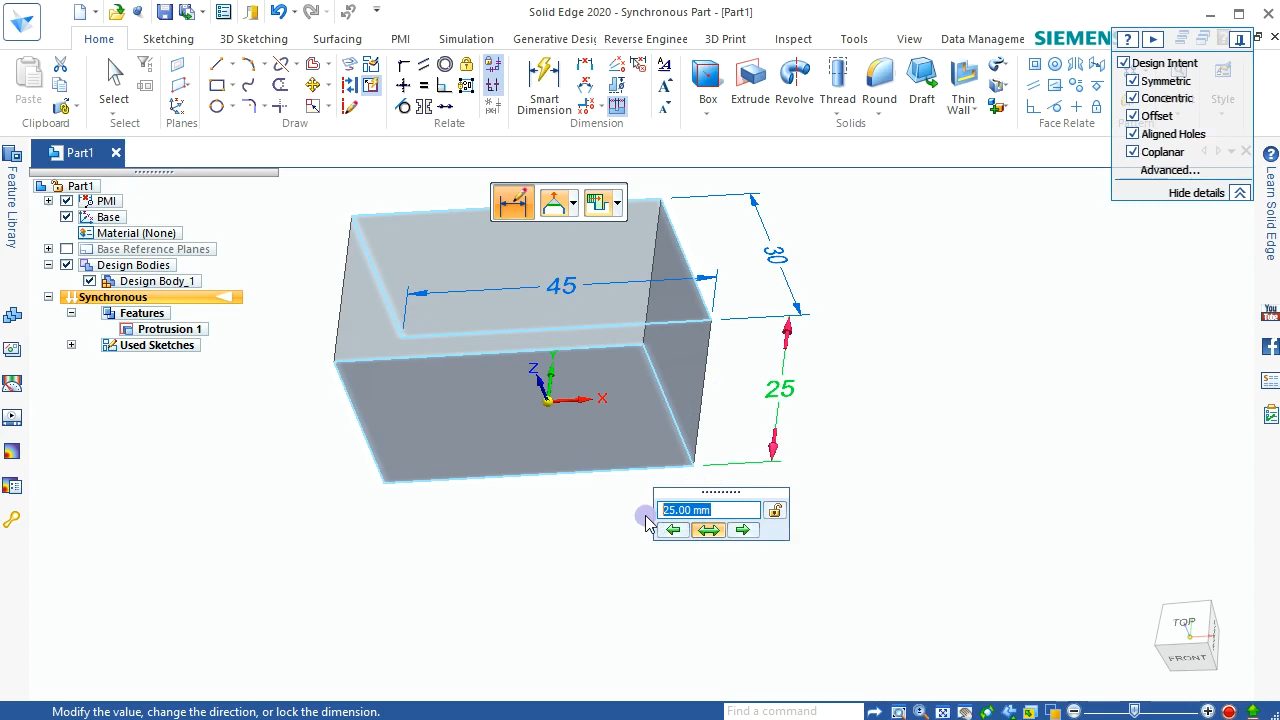 Solid Edge 2020 - Synchronous Part - [Part1]
Home
Sketching
3D Sketching
Surfacing
PMI
Simulation
Generative Desig
Reverse Enginee
3D Print
Inspect
Tools
View
Data Manageme
SIEMENS
Paste
Clipboard
Select
Select
Planes
Draw
Relate
Smart
Dimension
Dimension
Box
Extrude
Revolve
Thread
Round
Draft
Thin
Wall
Solids
Face Relate
Style
Design Intent
Symmetric
Concentric
Offset
Aligned Holes
Coplanar
Advanced...
Hide details
Part1
Feature Library
Learn Solid Edge
Part1
PMI
Base
Material (None)
Base Reference Planes
Design Bodies
Design Body_1
Synchronous
Features
Protrusion 1
Used Sketches
45
30
25
Z
Y
X
25.00 mm
TOP
FRONT
You
Tube
Modify the value, change the direction, or lock the dimension.
Find a command